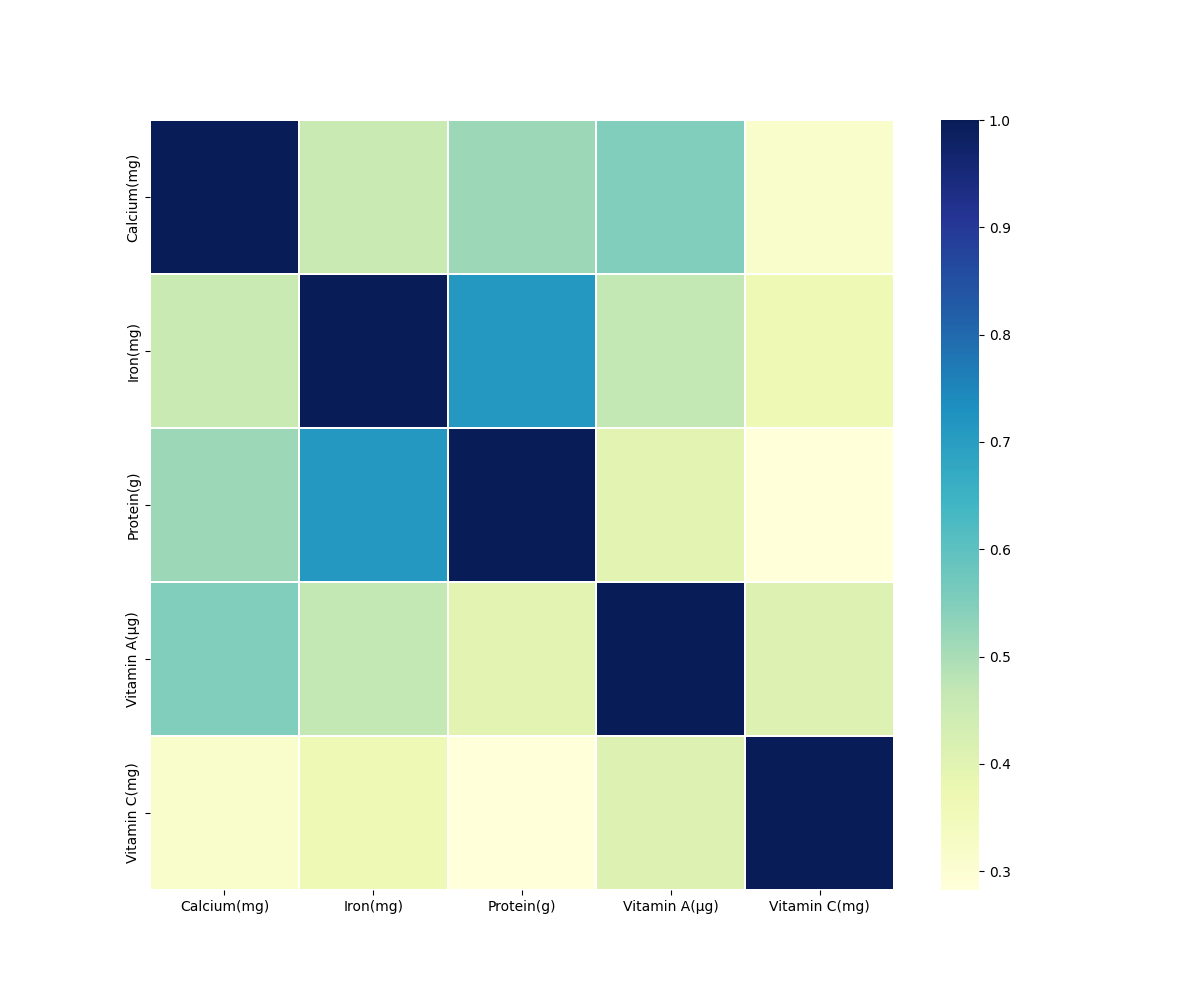 Calcium(mg)
Iron(mg)
Protein(g)
Vitamin A(μg)
Vitamin C(mg)
Calcium(mg)
Iron(mg)
Protein(g)
Vitamin A(μg)
Vitamin C(mg)
1.0
0.9
0.8
0.7
0.6
0.5
0.4
0.3